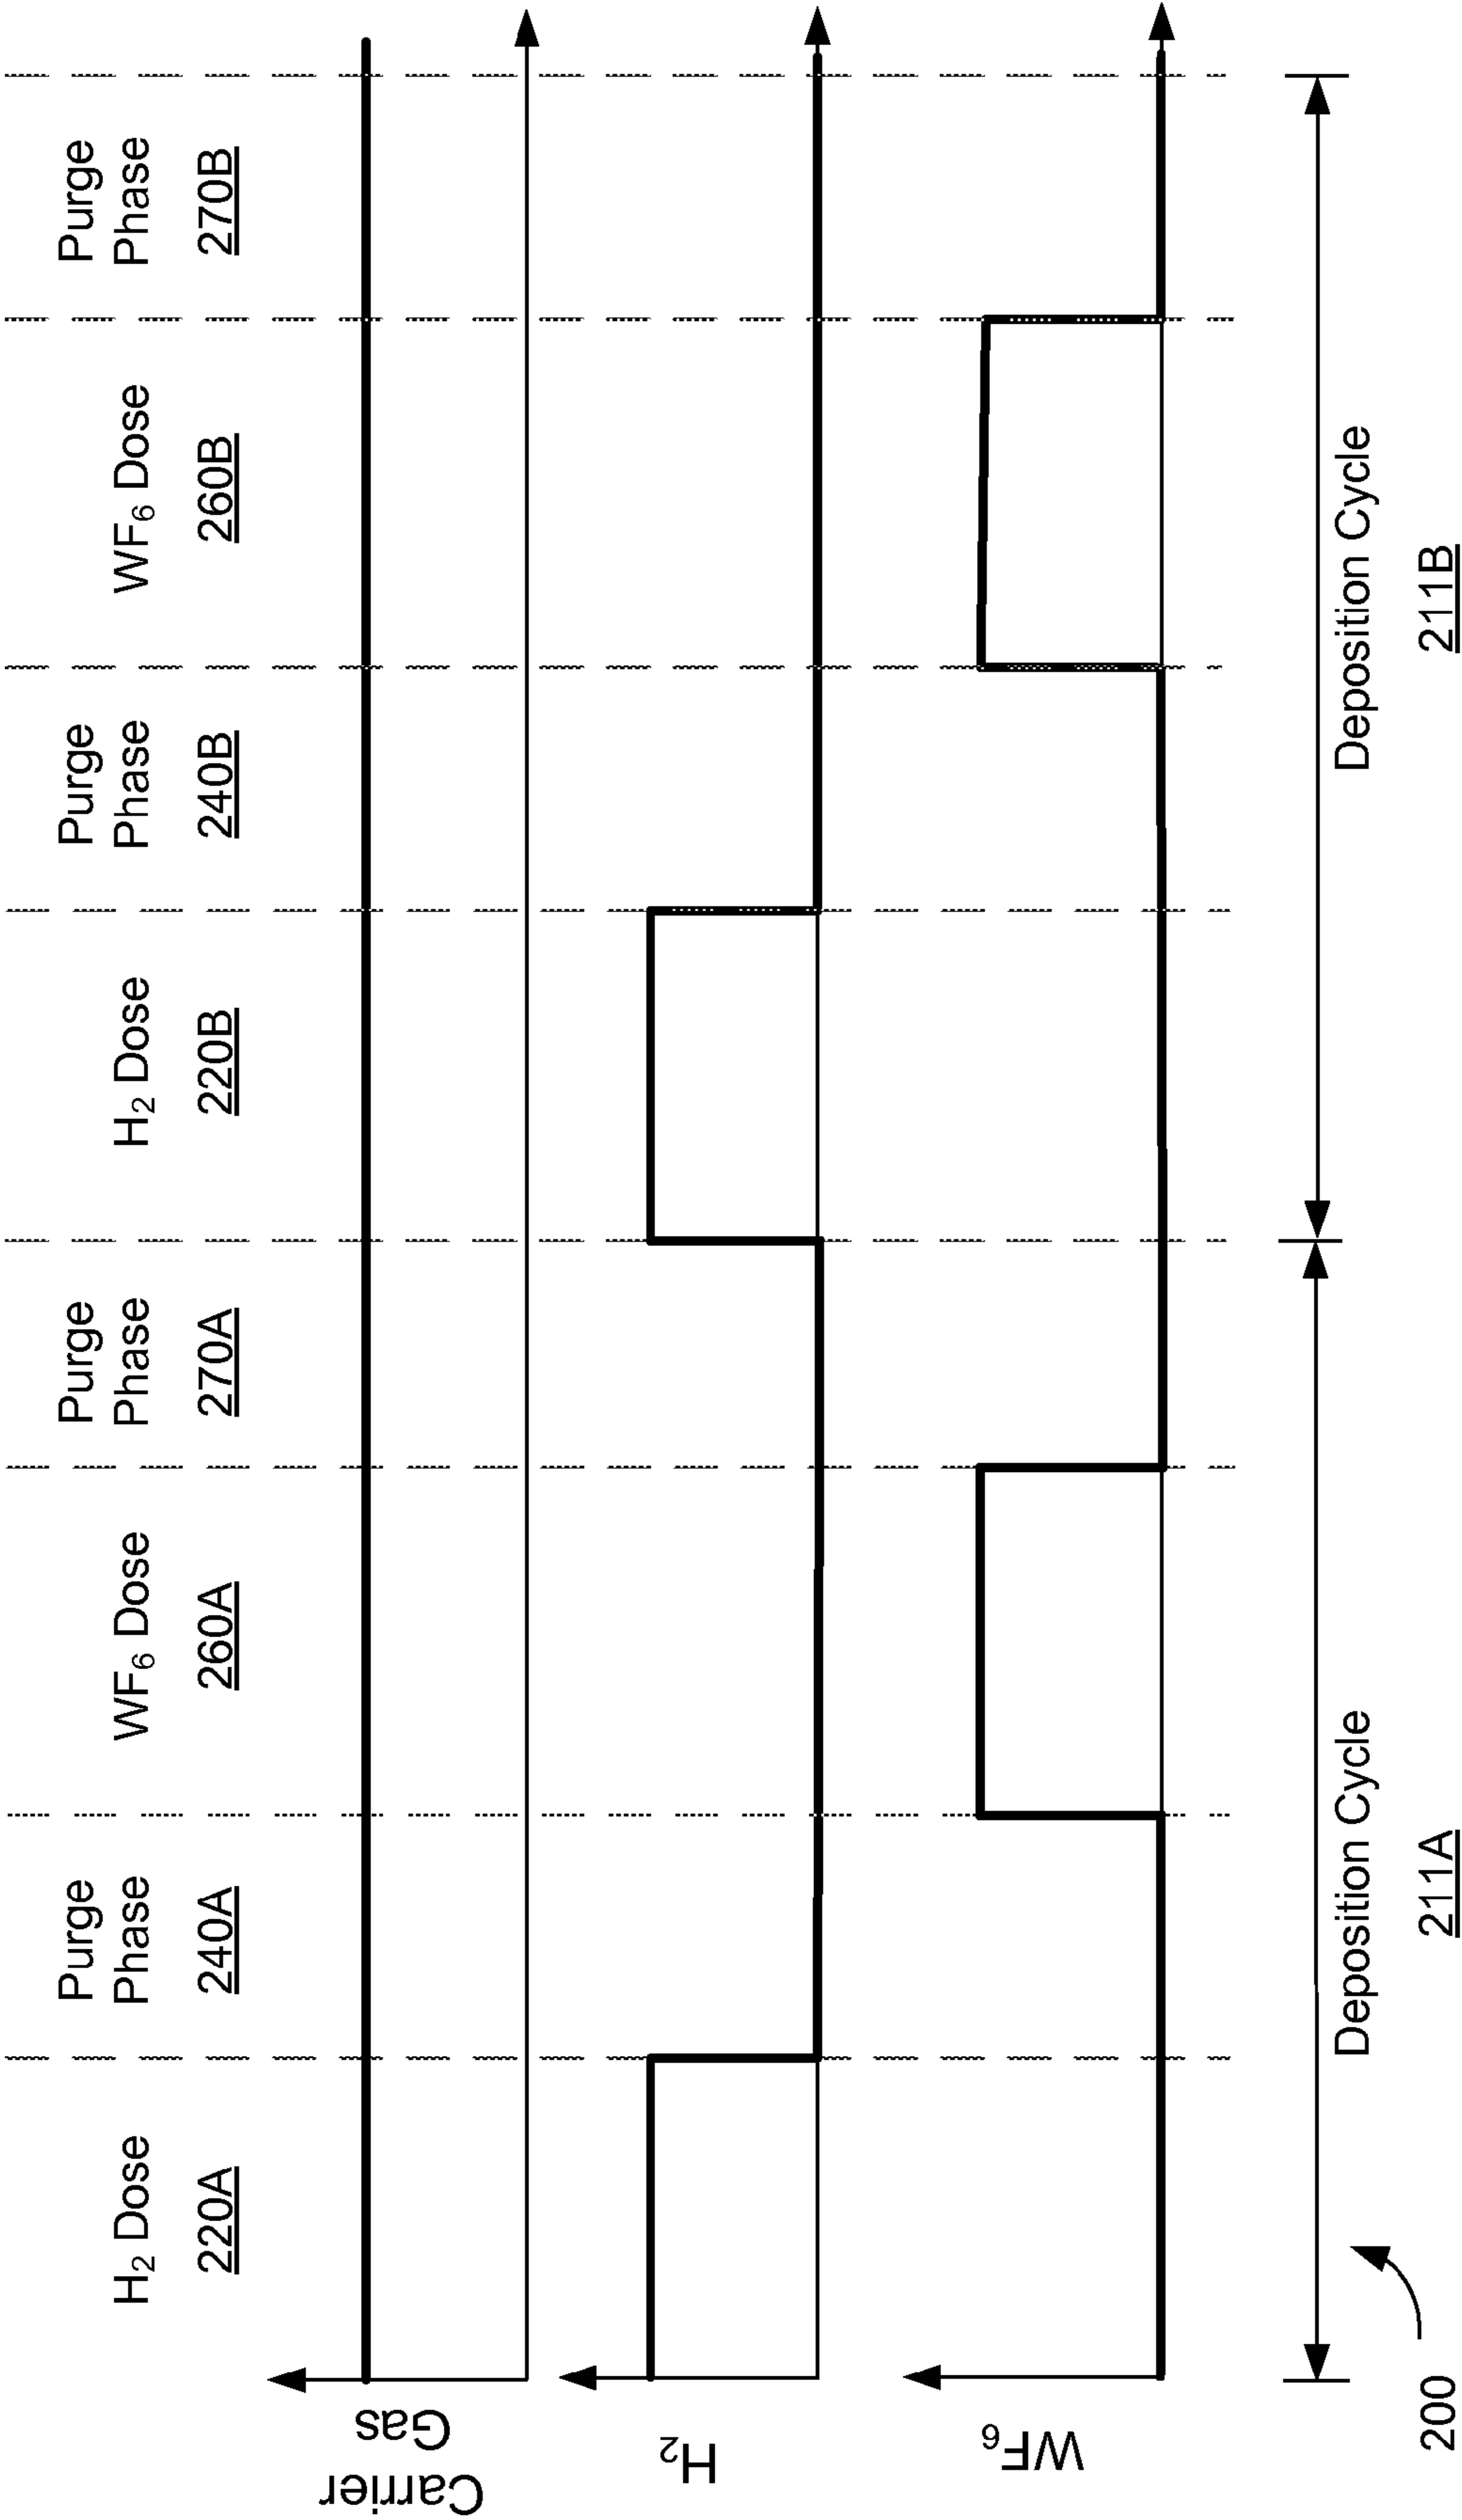 H2 Dose
220A
Purge
Phase
240A
WF6 Dose
260A
Purge
Phase
270A
H2 Dose
220B
Purge
Phase
240B
WF6 Dose
260B
Purge
Phase
270B
Carrier
Gas
H2
WF6
Deposition Cycle
211A
Deposition Cycle
211B
200